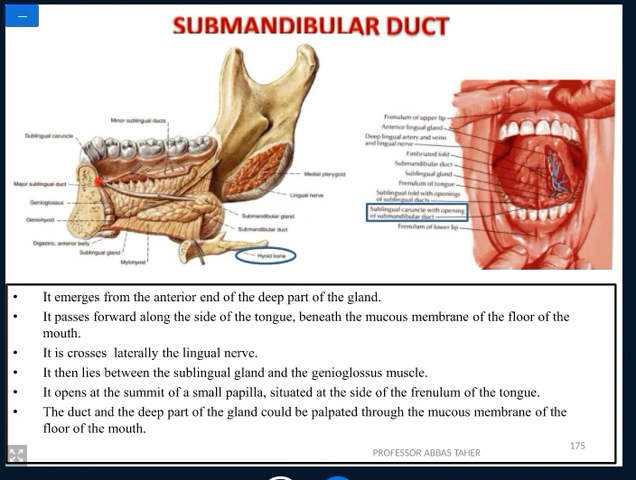 SUBMANDIBULAR DUCT
Minor sublingual ducts
Sublingual caruncle
Major sublingual duct
Genioglossus
Geniohyoid
Digastric, anterior belly
Sublingual gland
Mylohyoid
Medial pterygoid
Lingual nerve
Submandibular gland
Submandibular duct
Hyoid bone
Frenulum of upper lip
Anterior lingual gland
Deep lingual artery and veins
and lingual nerve
Fimbriated fold
Submandibular duct
Sublingual gland
Frenulum of tongue
Sublingual fold with openings
of sublingual ducts
Sublingual caruncle with opening
of submandibular duct
Frenulum of lower lip
• It emerges from the anterior end of the deep part of the gland.
• It passes forward along the side of the tongue, beneath the mucous membrane of the floor of the
mouth.
• It is crosses laterally the lingual nerve.
• It then lies between the sublingual gland and the genioglossus muscle.
• It opens at the summit of a small papilla, situated at the side of the frenulum of the tongue.
• The duct and the deep part of the gland could be palpated through the mucous membrane of the
floor of the mouth.
PROFESSOR ABBAS TAHER
175